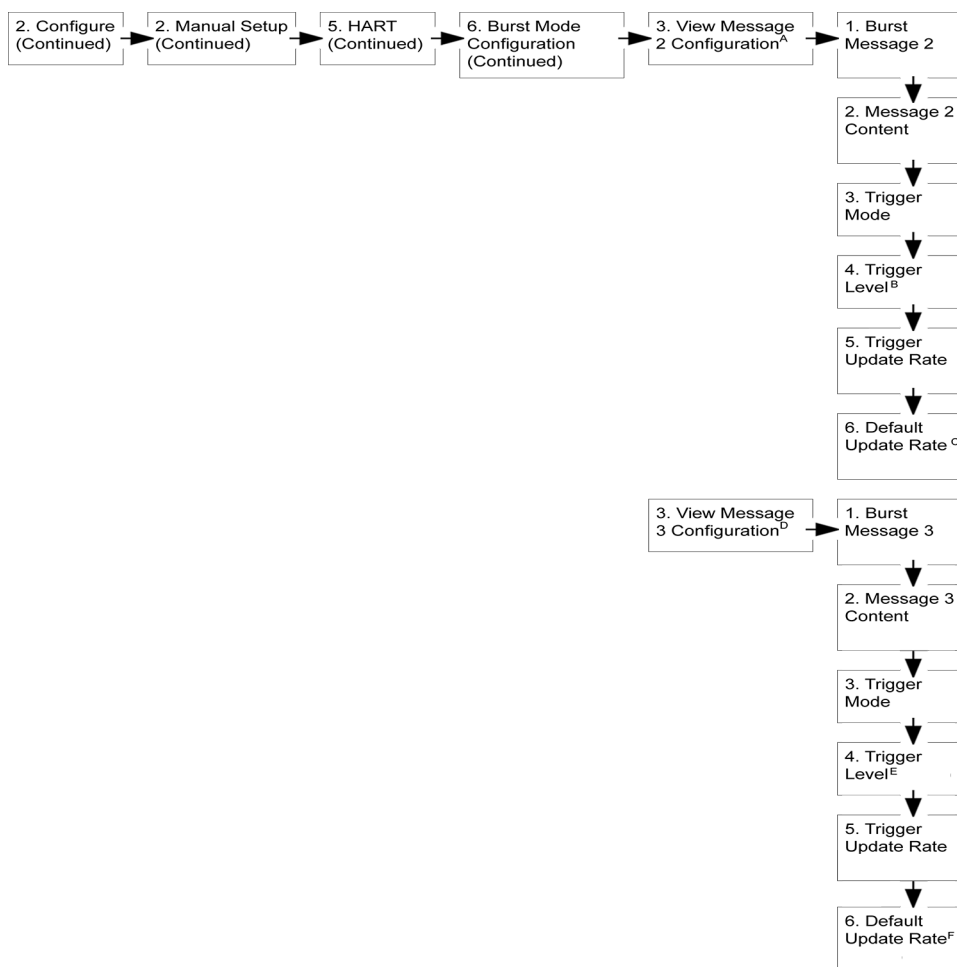 2. Configure
(Continued)
2. Manual Setup
(Continued)
5. HART
(Continued)
6. Burst Mode
Configuration
(Continued)
3. View Message
2 Configuration^A
1. Burst
Message 2
2. Message 2
Content
3. Trigger
Mode
4. Trigger
Level^B
5. Trigger
Update Rate
6. Default
Update Rate^C
3. View Message
3 Configuration^D
1. Burst
Message 3
2. Message 3
Content
3. Trigger
Mode
4. Trigger
Level^E
5. Trigger
Update Rate
6. Default
Update Rate^F